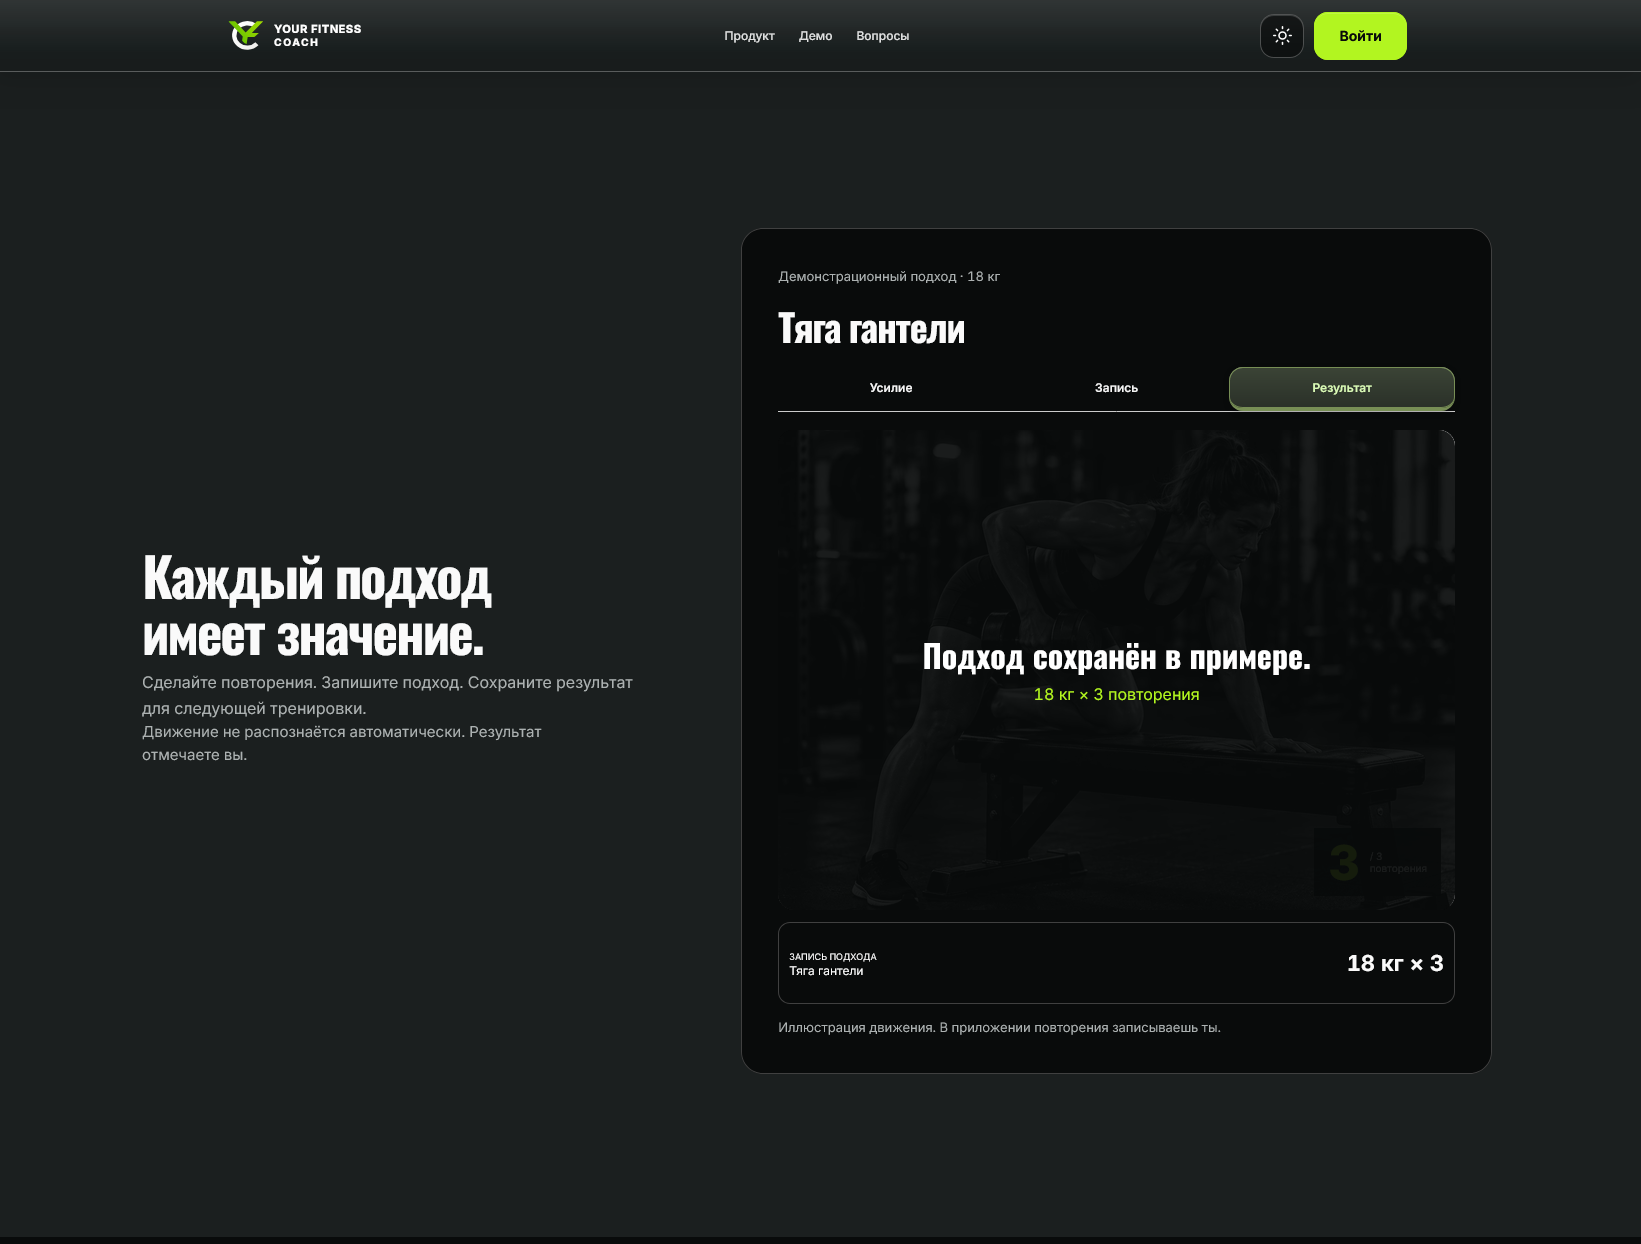 YOUR FITNESS
COACH
Продукт
Демо
Вопросы
Войти
Каждый подход
имеет значение.
Сделайте повторения. Запишите подход. Сохраните результат
для следующей тренировки.
Движение не распознаётся автоматически. Результат
отмечаете вы.
Демонстрационный подход · 18 кг
Тяга гантели
Усилие
Запись
Результат
Подход сохранён в примере.
18 кг × 3 повторения
3
/ 3
повторения
ЗАПИСЬ ПОДХОДА
Тяга гантели
18 кг × 3
Иллюстрация движения. В приложении повторения записываешь ты.